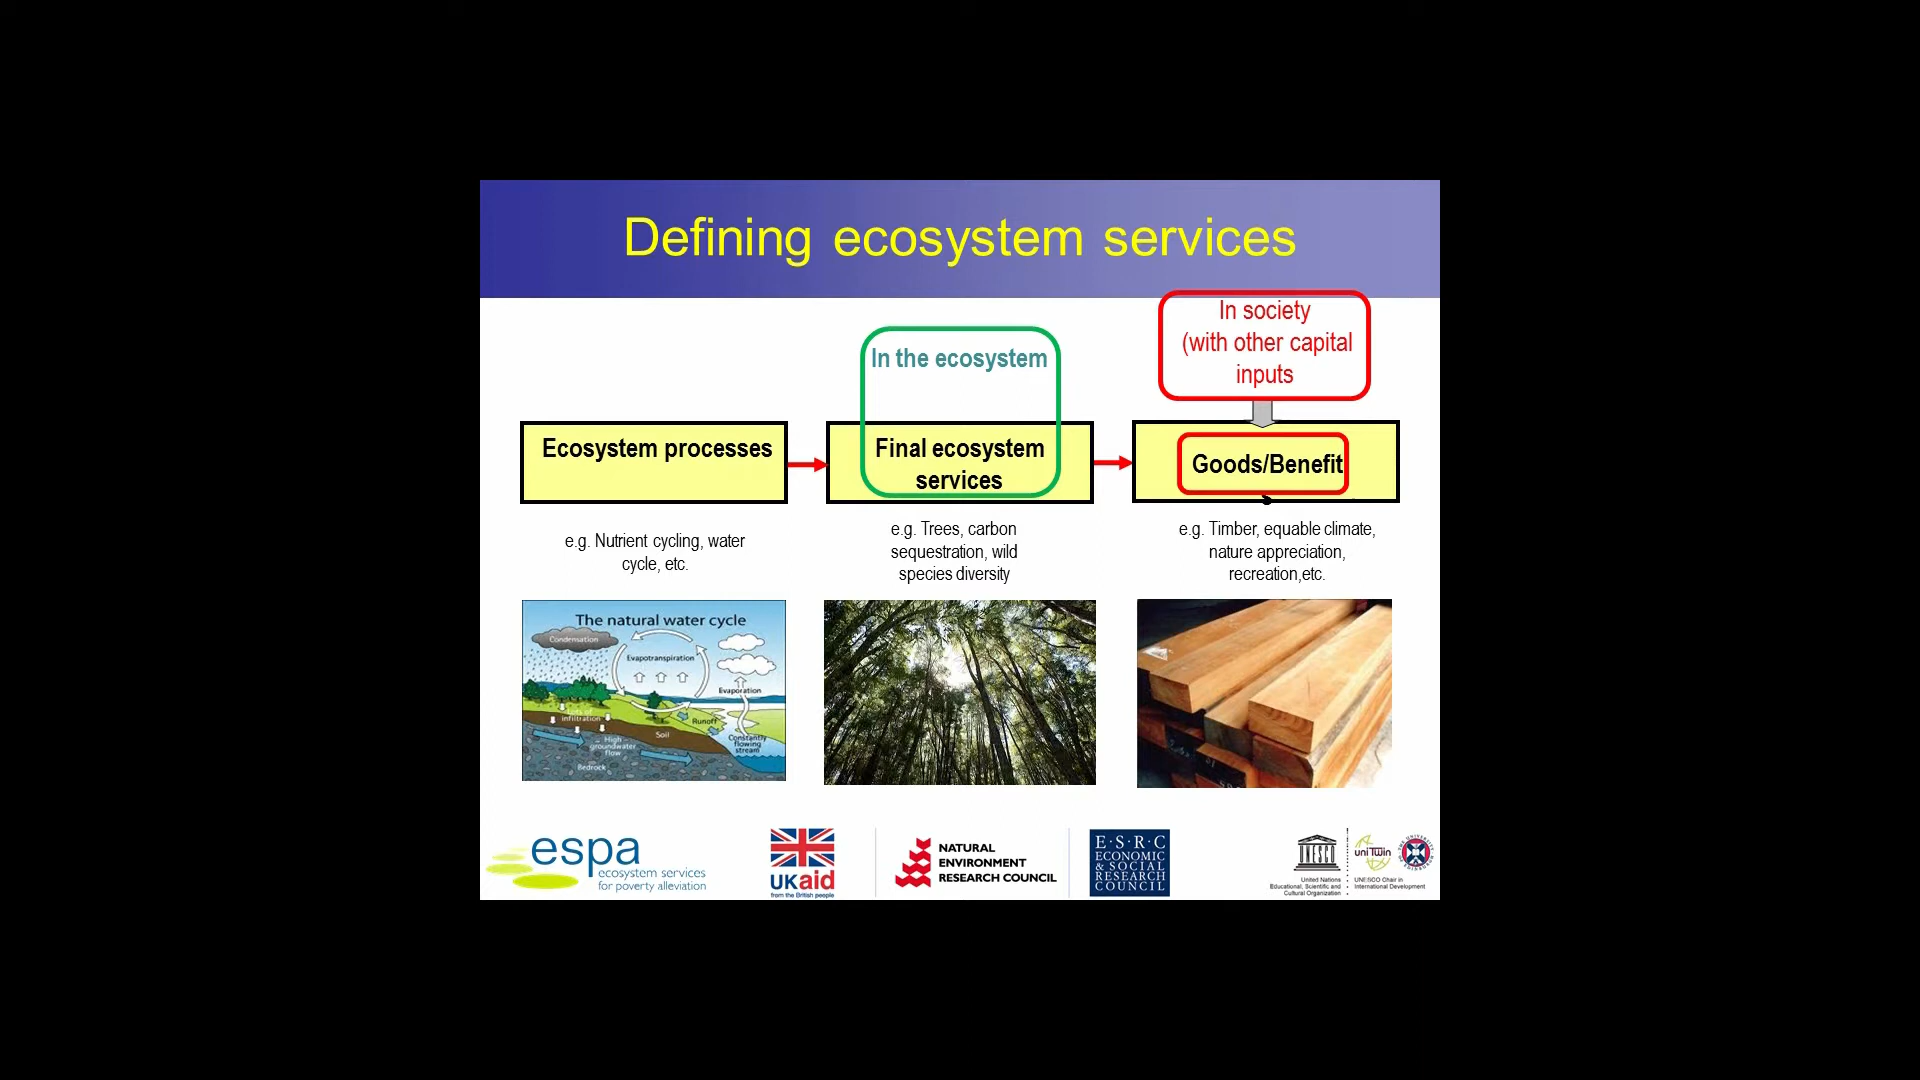 Defining ecosystem services
In society
(with other capital
inputs
In the ecosystem
Ecosystem processes
Final ecosystem
services
Goods/Benefit
s
e.g. Nutrient cycling, water
cycle, etc.
e.g. Trees, carbon
sequestration, wild
species diversity
e.g. Timber, equable climate,
nature appreciation,
recreation,etc.
The natural water cycle
Condensation
Evapotranspiration
Evaporation
infiltration
Runoff
Soil
High
groundwater
flow
Constantly
flowing
stream
Bedrock
espa
ecosystem services
for poverty alleviation
UKaid
from the British people
NATURAL
ENVIRONMENT
RESEARCH COUNCIL
E·S·R·C
ECONOMIC
& SOCIAL
RESEARCH
COUNCIL
UNESCO
United Nations
Educational, Scientific and
Cultural Organization
uniTwin
UNESCO Chair in
International Development